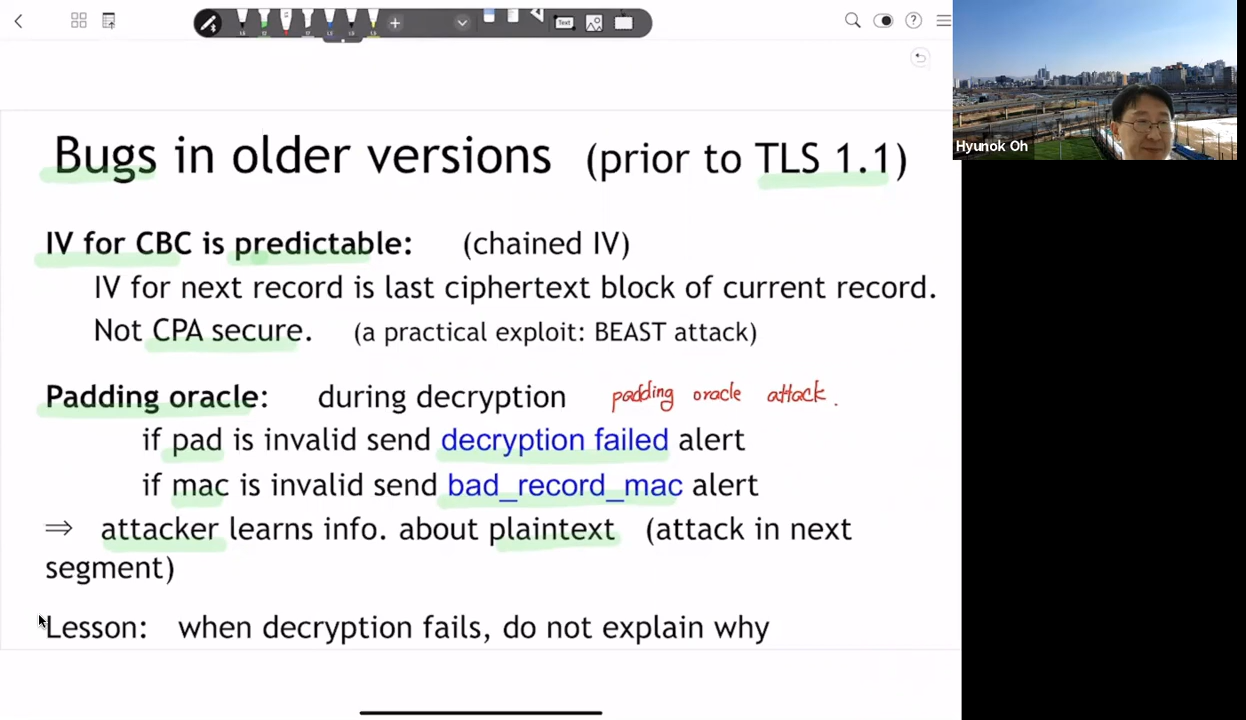 Text
Hyunok Oh
Bugs in older versions (prior to TLS 1.1)
IV for CBC is predictable: (chained IV)
IV for next record is last ciphertext block of current record.
Not CPA secure. (a practical exploit: BEAST attack)
Padding oracle: during decryption padding oracle attack.
if pad is invalid send decryption failed alert
if mac is invalid send bad_record_mac alert
⇒ attacker learns info. about plaintext (attack in next
segment)
Lesson: when decryption fails, do not explain why